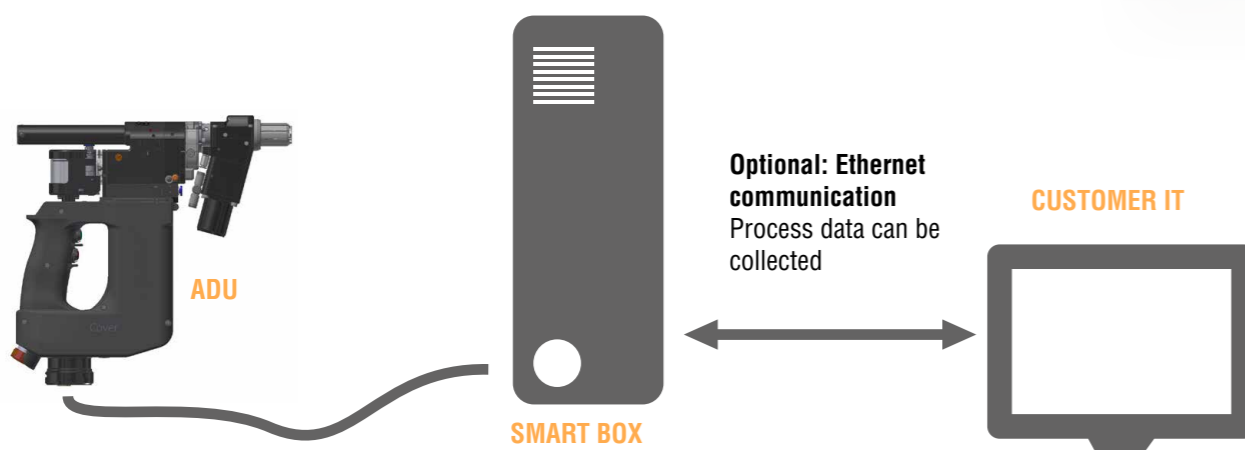 Optional: Ethernet
communication
Process data can be
collected
CUSTOMER IT
ADU
SMART BOX